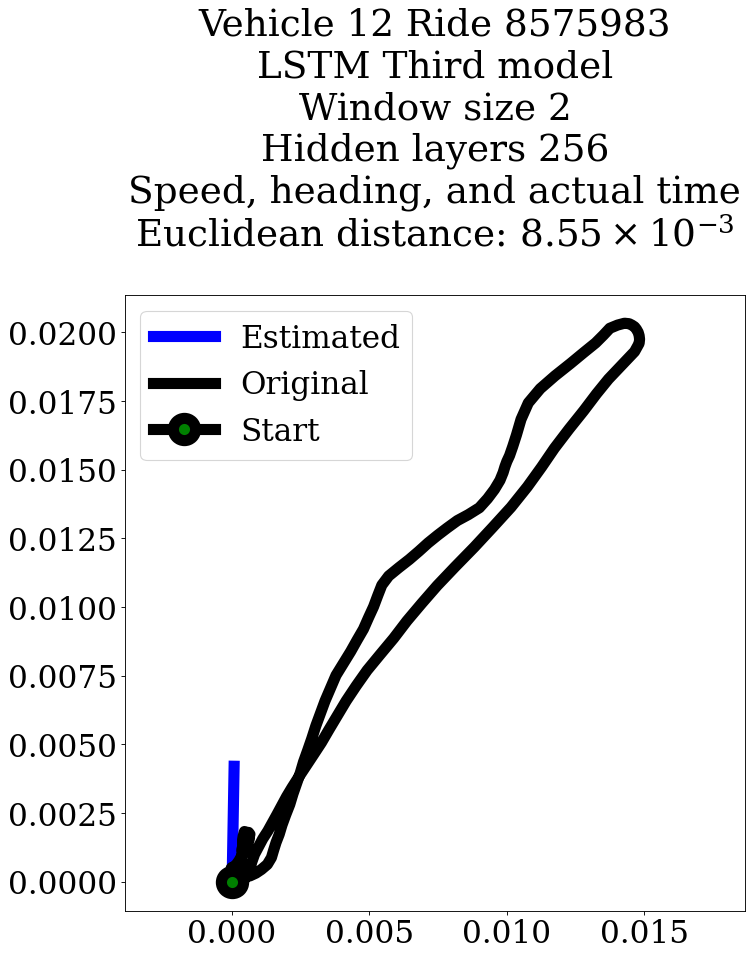 Vehicle 12 Ride 8575983
LSTM Third model
Window size 2
Hidden layers 256
Speed, heading, and actual time
Euclidean distance: 8.55 × 10⁻³
Estimated
Original
Start
0.0200
0.0175
0.0150
0.0125
0.0100
0.0075
0.0050
0.0025
0.0000
0.000 0.005 0.010 0.015